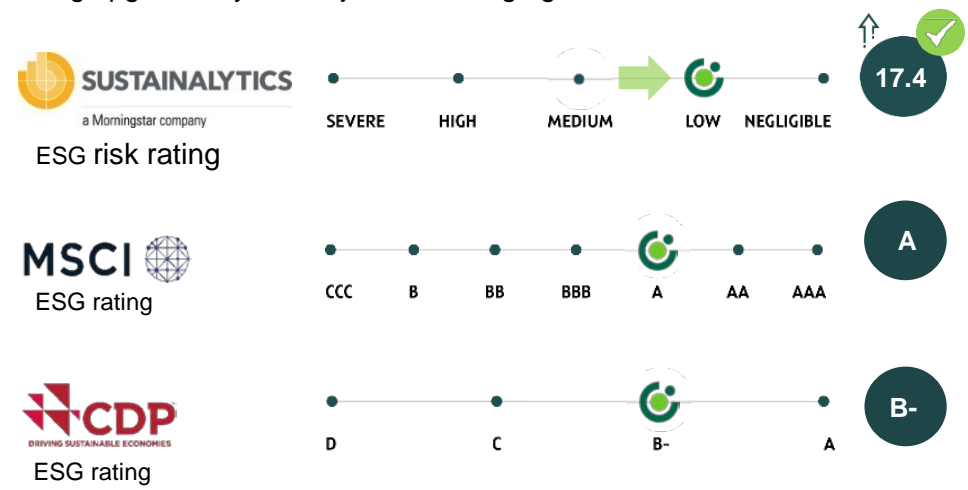 SUSTAINALYTICS
a Morningstar company
ESG risk rating
SEVERE HIGH MEDIUM LOW NEGLIGIBLE
17.4
MSCI
ESG rating
CCC B BB BBB A AA AAA
A
CDP
DRIVING SUSTAINABLE ECONOMIES
ESG rating
D C B- A
B-